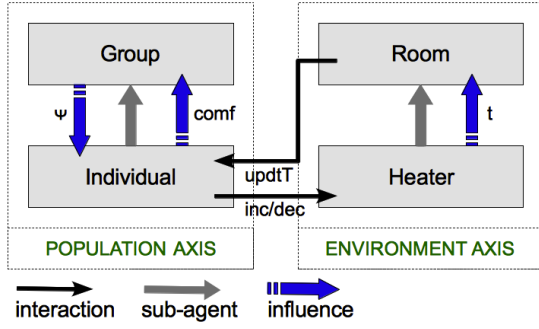 Group
Room
Ψ
comf
t
Individual
updtT
Heater
inc/dec
POPULATION AXIS
ENVIRONMENT AXIS
interaction
sub-agent
influence